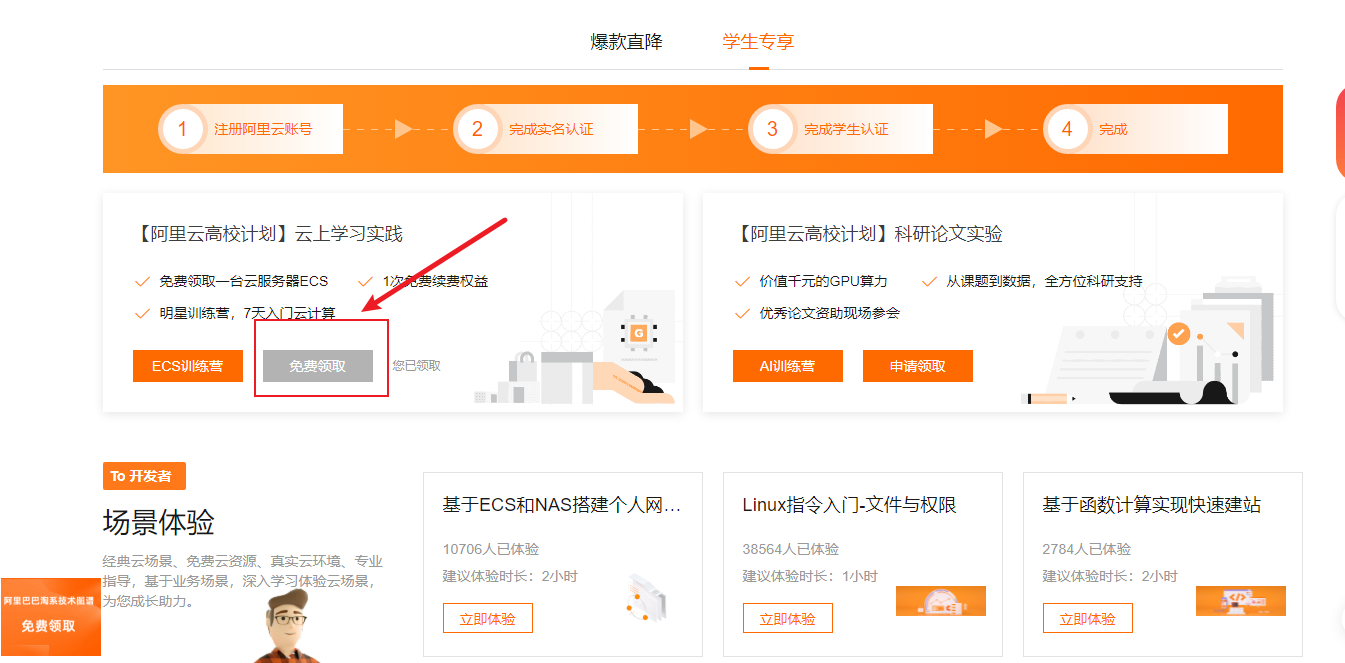 爆款直降 学生专享
1 注册阿里云账号 2 完成实名认证 3 完成学生认证 4 完成
【阿里云高校计划】云上学习实践
免费领取一台云服务器ECS 1次免费续费权益
明星训练营，7天入门云计算
ECS训练营 免费领取 您已领取
【阿里云高校计划】科研论文实验
价值千元的GPU算力 从课题到数据，全方位科研支持
优秀论文资助现场参会
AI训练营 申请领取
To 开发者
场景体验
经典云场景、免费云资源、真实云环境、专业
指导，基于业务场景，深入学习体验云场景，
为您成长助力。
阿里巴巴淘系技术图谱
免费领取
基于ECS和NAS搭建个人网…
10706人已体验
建议体验时长：2小时
立即体验
Linux指令入门-文件与权限
38564人已体验
建议体验时长：1小时
立即体验
基于函数计算实现快速建站
2784人已体验
建议体验时长：2小时
立即体验